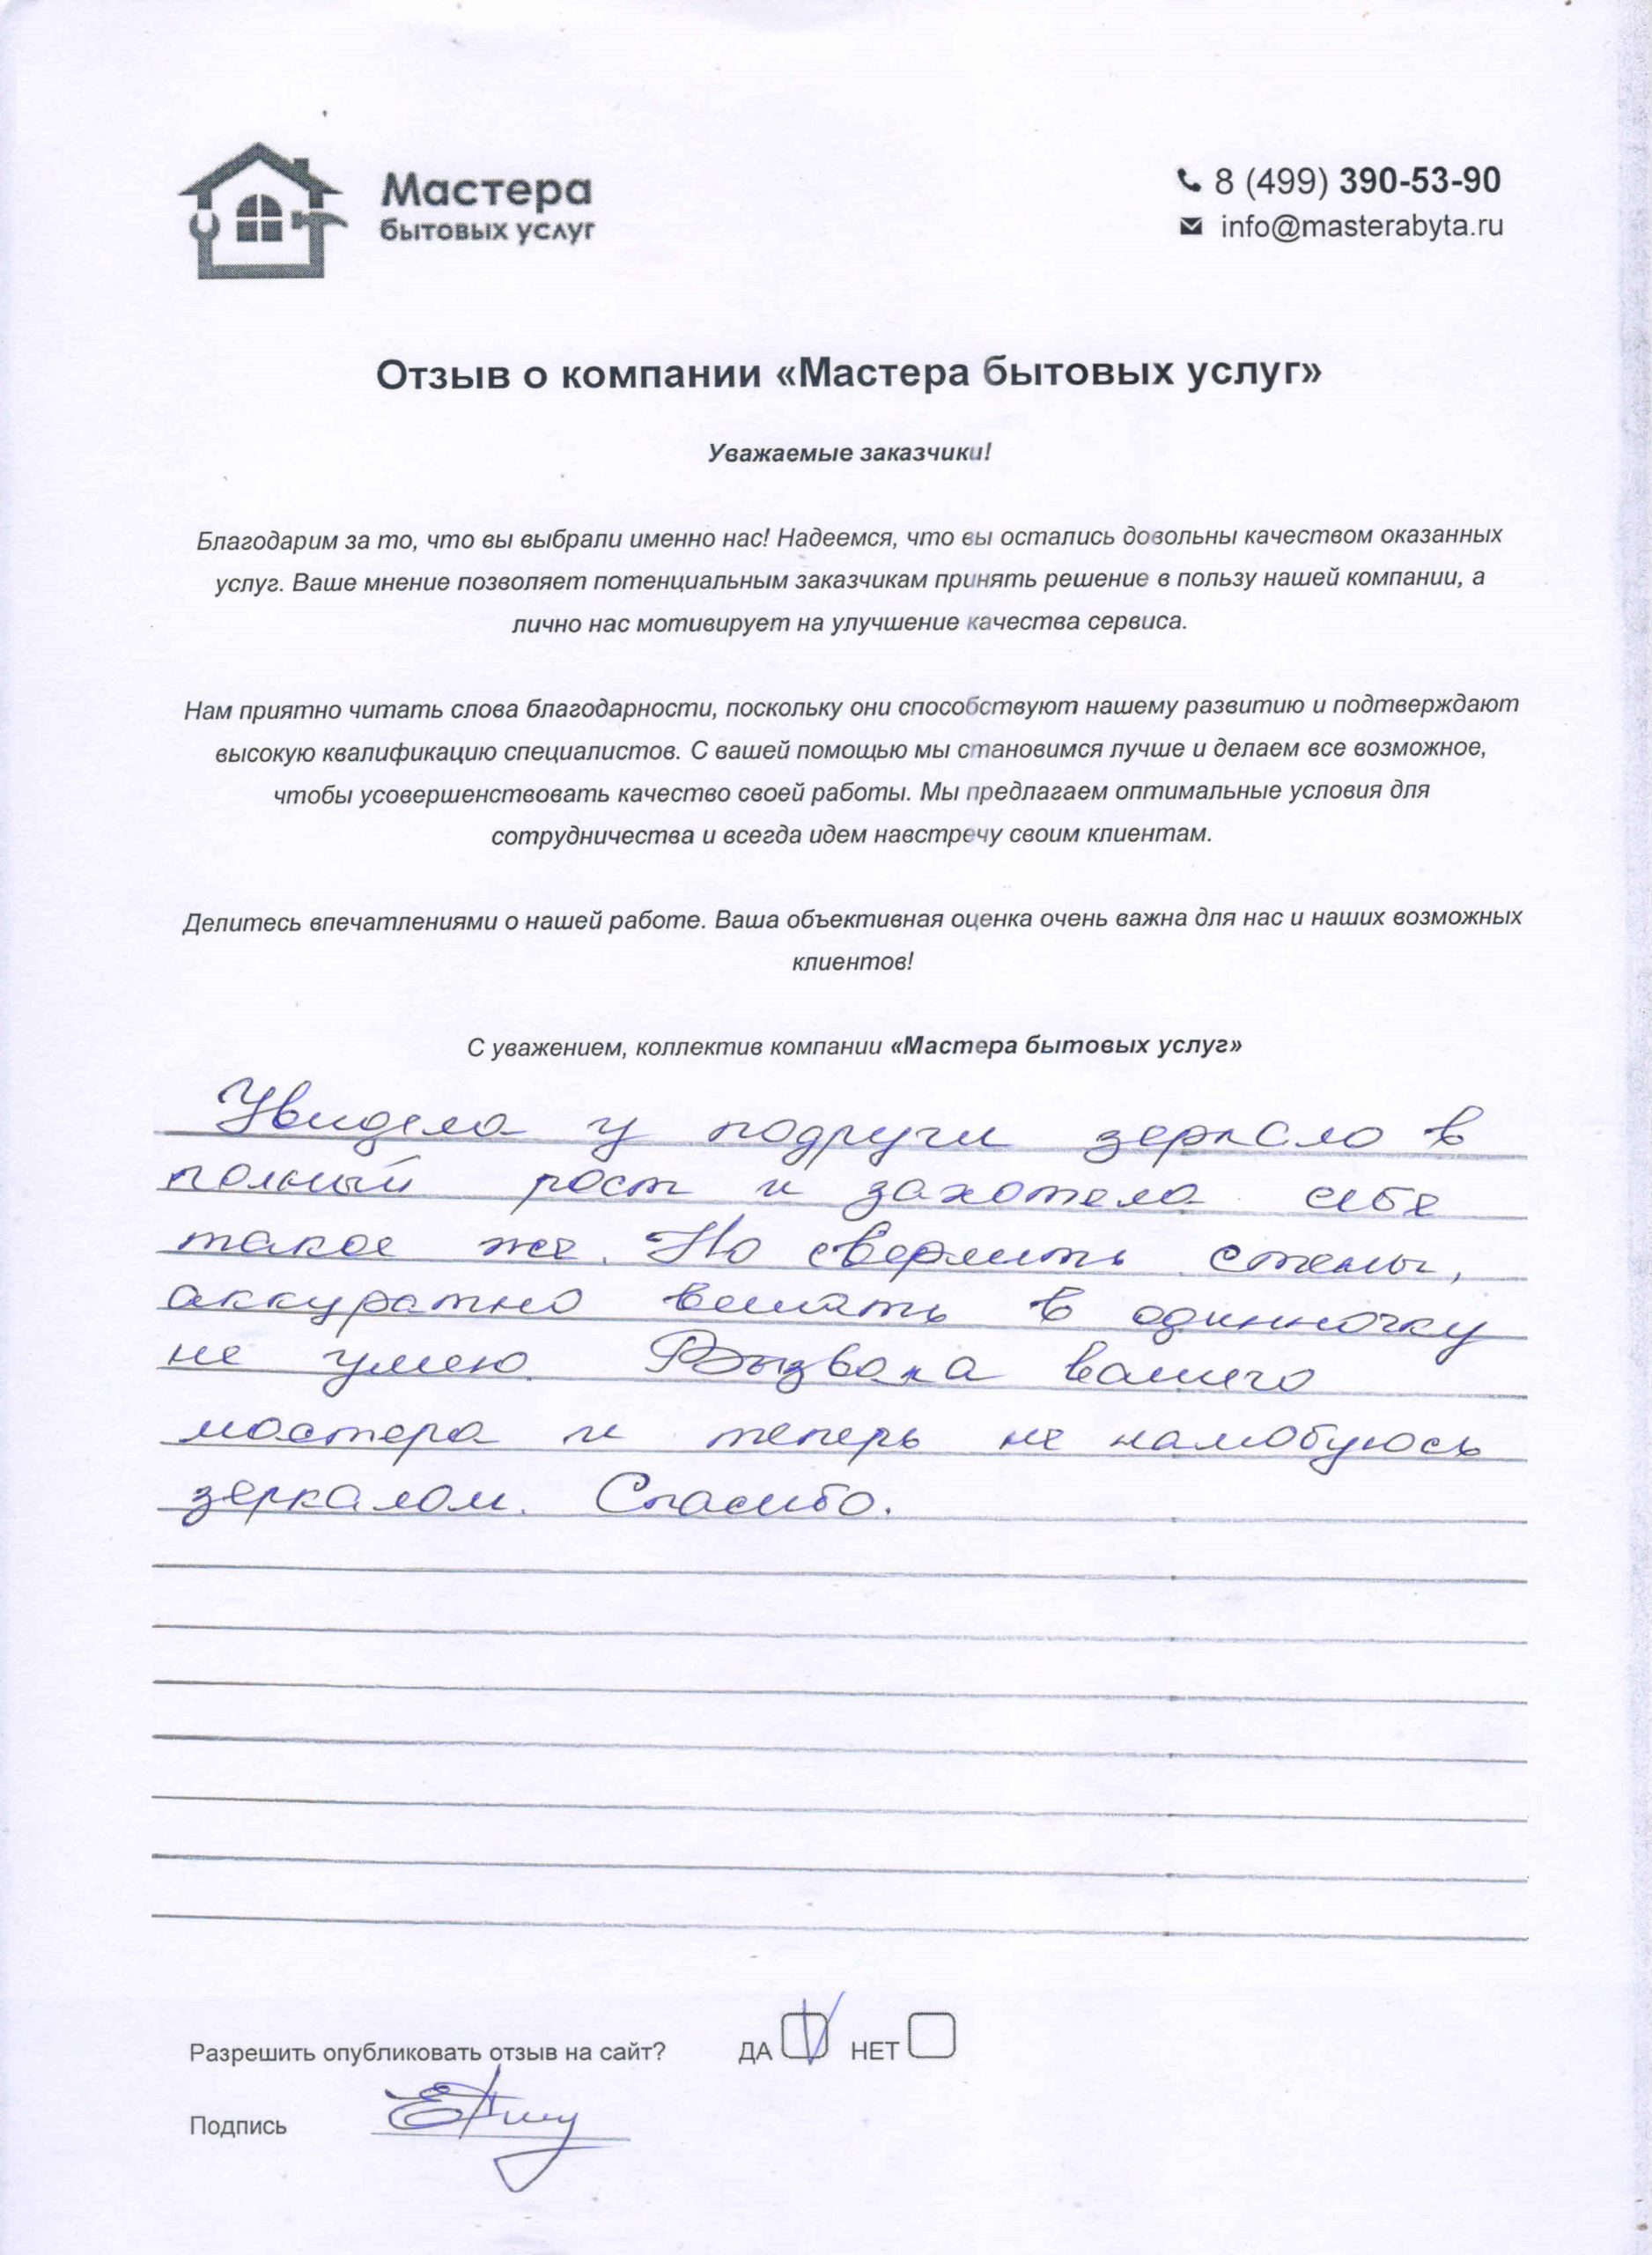 Мастера
бытовых услуг
8 (499) 390-53-90
info@masterabyta.ru
Отзыв о компании «Мастера бытовых услуг»
Уважаемые заказчики!
Благодарим за то, что вы выбрали именно нас! Надеемся, что вы остались довольны качеством оказанных
услуг. Ваше мнение позволяет потенциальным заказчикам принять решение в пользу нашей компании, а
лично нас мотивирует на улучшение качества сервиса.
Нам приятно читать слова благодарности, поскольку они способствуют нашему развитию и подтверждают
высокую квалификацию специалистов. С вашей помощью мы становимся лучше и делаем все возможное,
чтобы усовершенствовать качество своей работы. Мы предлагаем оптимальные условия для
сотрудничества и всегда идем навстречу своим клиентам.
Делитесь впечатлениями о нашей работе. Ваша объективная оценка очень важна для нас и наших возможных
клиентов!
С уважением, коллектив компании «Мастера бытовых услуг»
Увидела у подруги зеркало в
полный рост и захотела себе
такое же. Но сверлить стены,
аккуратно вешать в одинночку
не умею. Вызвала вашего
мастера и теперь не налюбуюсь
зеркалом. Спасибо.
Разрешить опубликовать отзыв на сайт? ДА НЕТ
Подпись